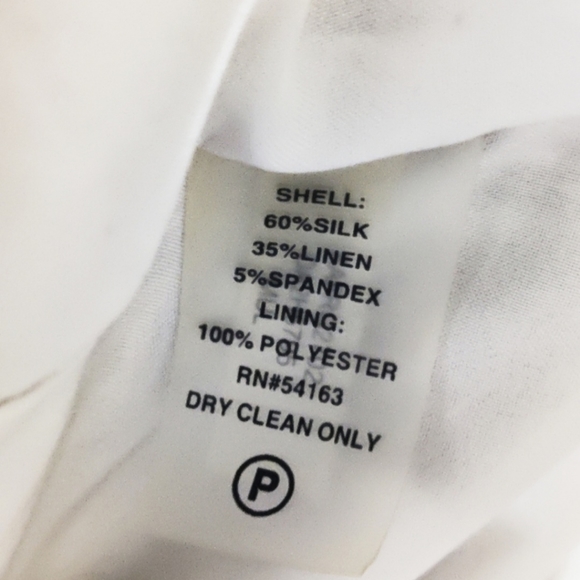 SHELL:
60%SILK
35%LINEN
5%SPANDEX
LINING:
100% POLYESTER
RN#54163
DRY CLEAN ONLY
P